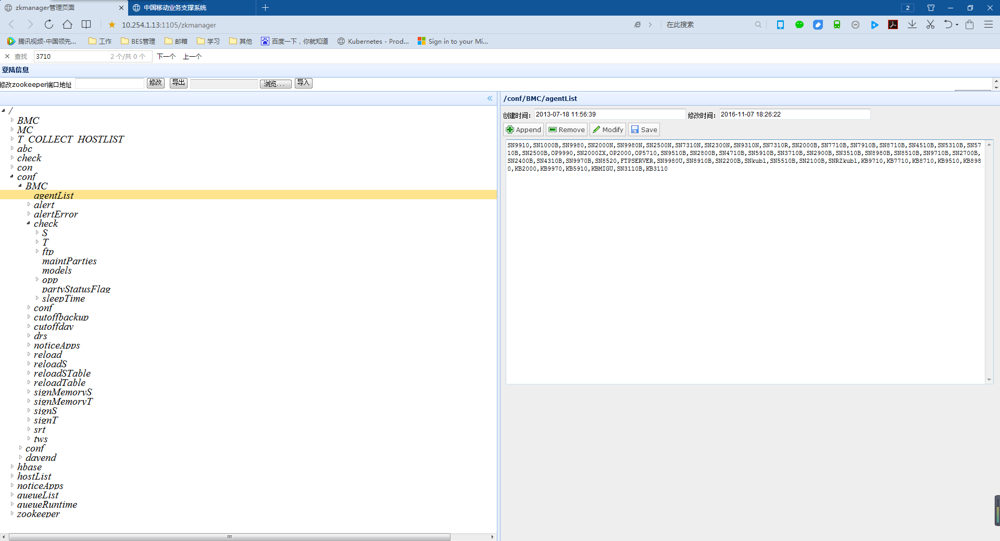 zkmanager管理页面
中国移动业务支撑系统
2
10.254.1.13:1105/zkmanager
在此搜索
腾讯视频-中国领先...
工作
BES管理
邮箱
学习
其他
百度一下，你就知道
Kubernetes - Prod...
Sign in to your Mi...
查找 3710 2 个/共 0 个 下一个 上一个
登陆信息
修改zookeeper端口地址 修改 导出 浏览... 导入
/
BMC
MC
T_COLLECT_HOSTLIST
abc
check
con
conf
BMC
agentList
alert
alertError
check
S
T
ftp
maintParties
models
opp
partyStatusFlag
sleepTime
conf
cutoffbackup
cutoffday
drs
noticeApps
reload
reloadS
reloadSTable
reloadTable
signMemoryS
signMemoryT
signS
signT
srt
tws
conf
dayend
hbase
hostList
noticeApps
queueList
queueRuntime
zookeeper
/conf/BMC/agentList
创建时间: 2013-07-18 11:56:39 修改时间: 2016-11-07 18:26:22
Append Remove Modify Save
SN9910,SN1000B,SN9980,SN2000N,SN9980N,SN2500N,SN7310N,SN2300N,SN9310N,SN7310R,SN2000B,SN7710B,SN7910B,SN8710B,SN4510B,SN5310B,SN57
10B,SN2500B,OP9990,SN2000ZX,OP2000,OP5710,SN9510B,SN2800B,SN4710B,SN5910B,SN3710B,SN2900B,SN3510B,SN8980B,SN8510B,SN9710B,SN2700B,
SN2400B,SN4310B,SN9970B,SN8520,FTPSERVER,SN9980U,SN8910B,SN2200B,SNkub1,SN5510B,SN2100B,SNRZkub1,KB9710,KB7710,KB8710,KB9510,KB898
0,KB2000,KB9970,KB5910,KBMIGU,SN3110B,KB3110